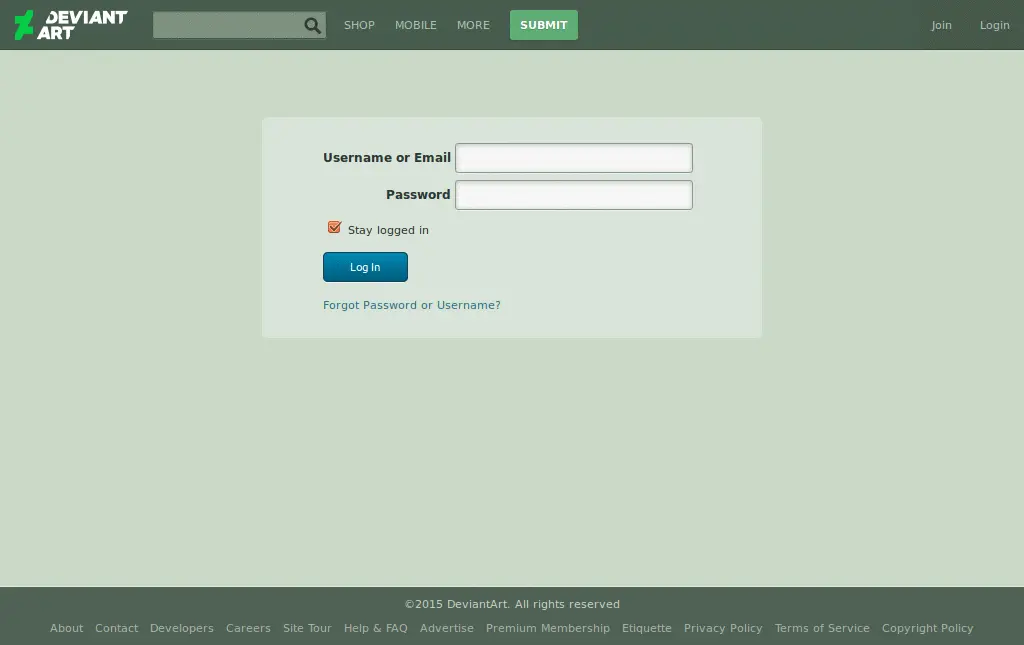 DEVIANT ART SHOP MOBILE MORE SUBMIT Join Login
Username or Email
Password
Stay logged in
Log In
Forgot Password or Username?
©2015 DeviantArt. All rights reserved
About Contact Developers Careers Site Tour Help & FAQ Advertise Premium Membership Etiquette Privacy Policy Terms of Service Copyright Policy